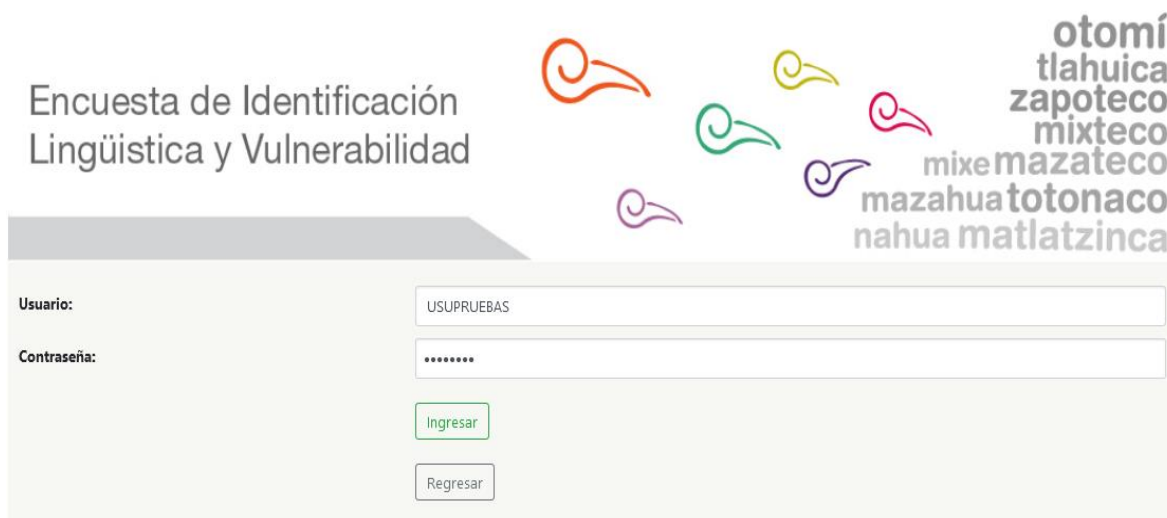 Encuesta de Identificación
Lingüistica y Vulnerabilidad
otomí
tlahuica
zapoteco
mixteco
mixe mazateco
mazahua totonaco
nahua matlatzinca
Usuario:
USUPRUEBAS
Contraseña:
••••••••
Ingresar
Regresar